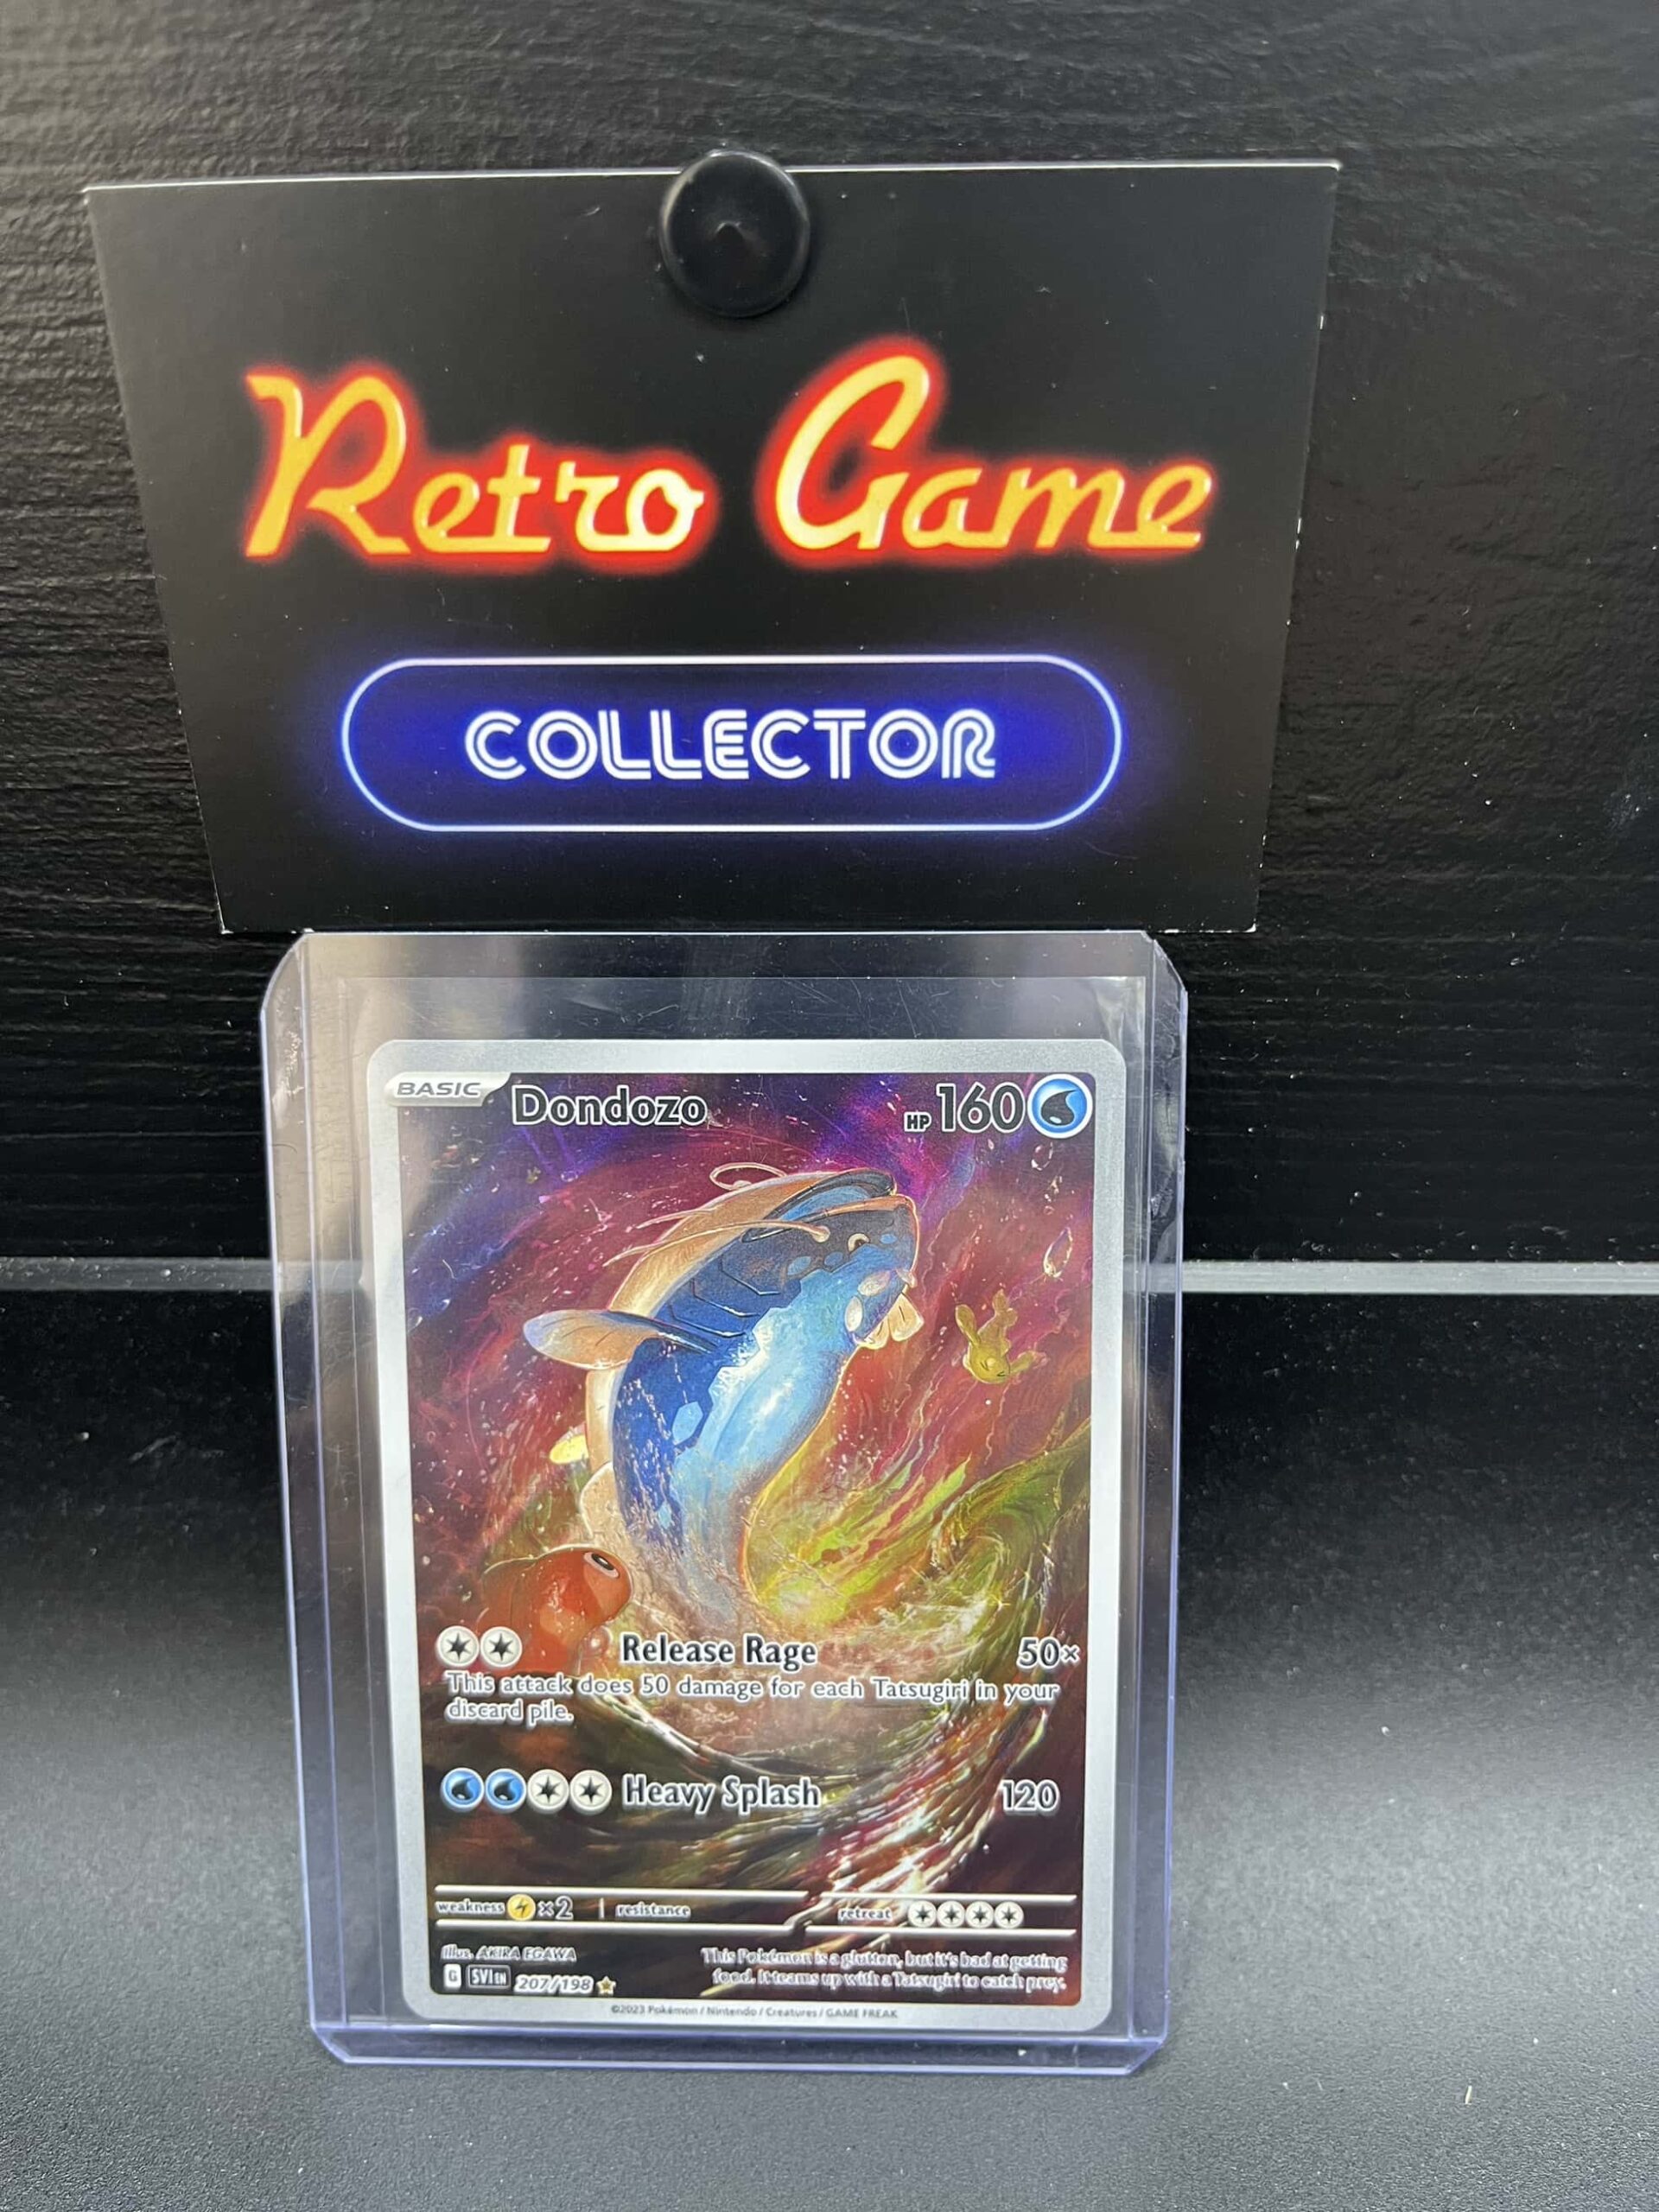 Retro Game
COLLECTOR
BASIC Dondozo HP 160
Release Rage 50×
This attack does 50 damage for each Tatsugiri in your
discard pile.
Heavy Splash 120
weakness ×2 resistance retreat
Illus. AKIRA EGAWA
G SVI EN 207/198
This Pokémon is a glutton, but it's bad at getting
food. It teams up with a Tatsugiri to catch prey.
©2023 Pokémon / Nintendo / Creatures / GAME FREAK